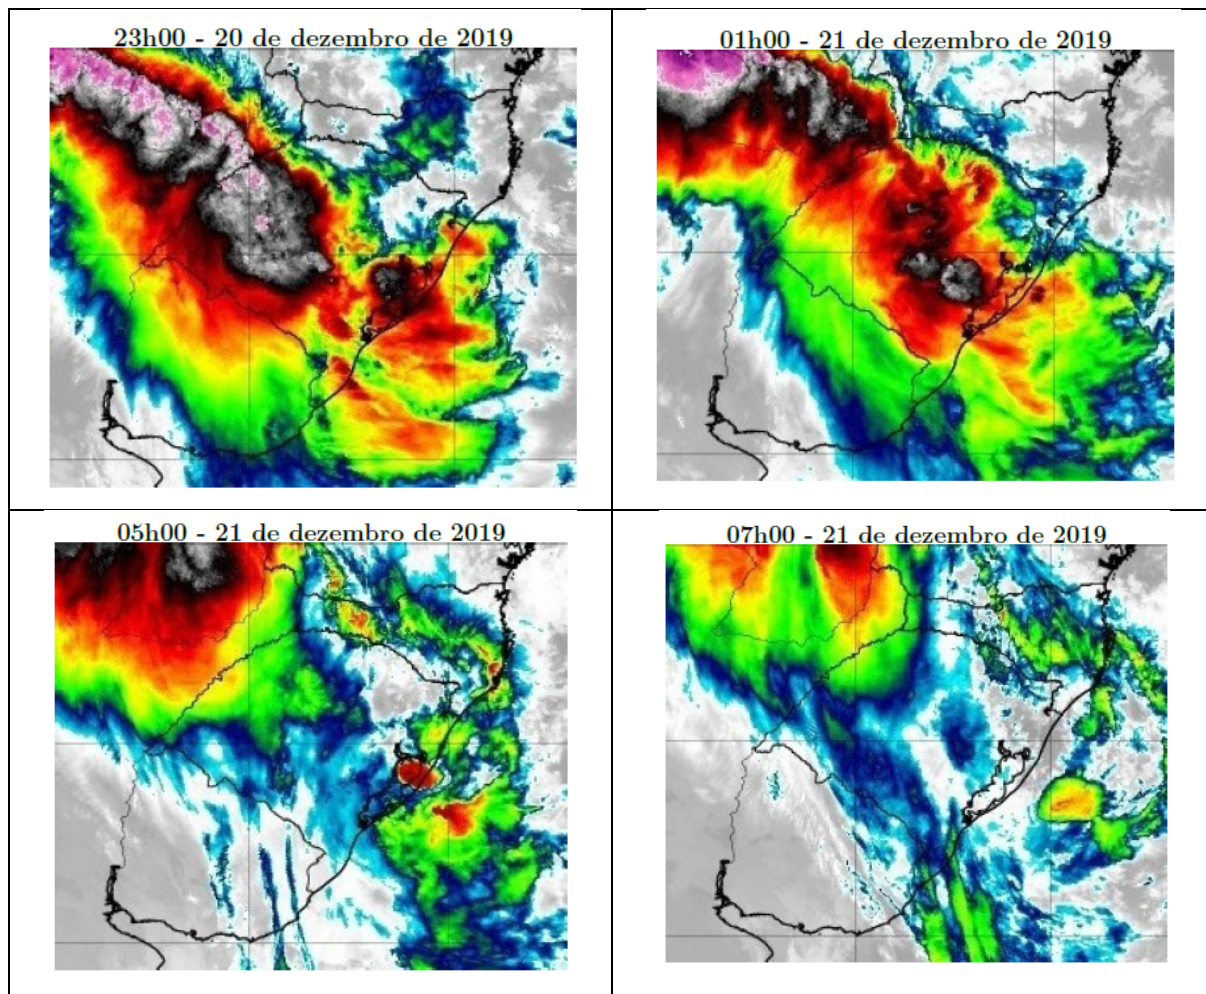 23h00 - 20 de dezembro de 2019
01h00 - 21 de dezembro de 2019
05h00 - 21 de dezembro de 2019
07h00 - 21 de dezembro de 2019